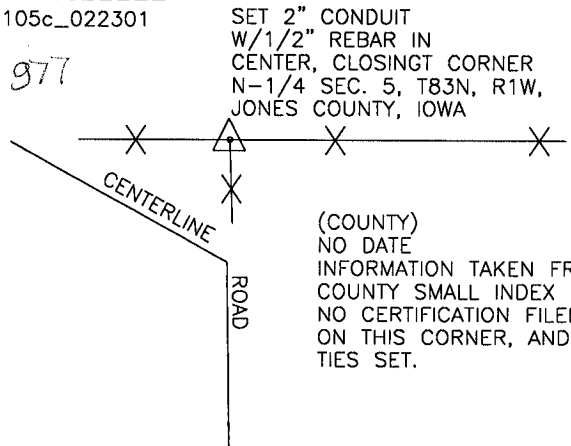 105c_022301
977
SET 2" CONDUIT
W/1/2" REBAR IN
CENTER, CLOSINGT CORNER
N-1/4 SEC. 5, T83N, R1W,
JONES COUNTY, IOWA
CENTERLINE
ROAD
(COUNTY)
NO DATE
INFORMATION TAKEN FR
COUNTY SMALL INDEX
NO CERTIFICATION FILE
ON THIS CORNER, AND
TIES SET.